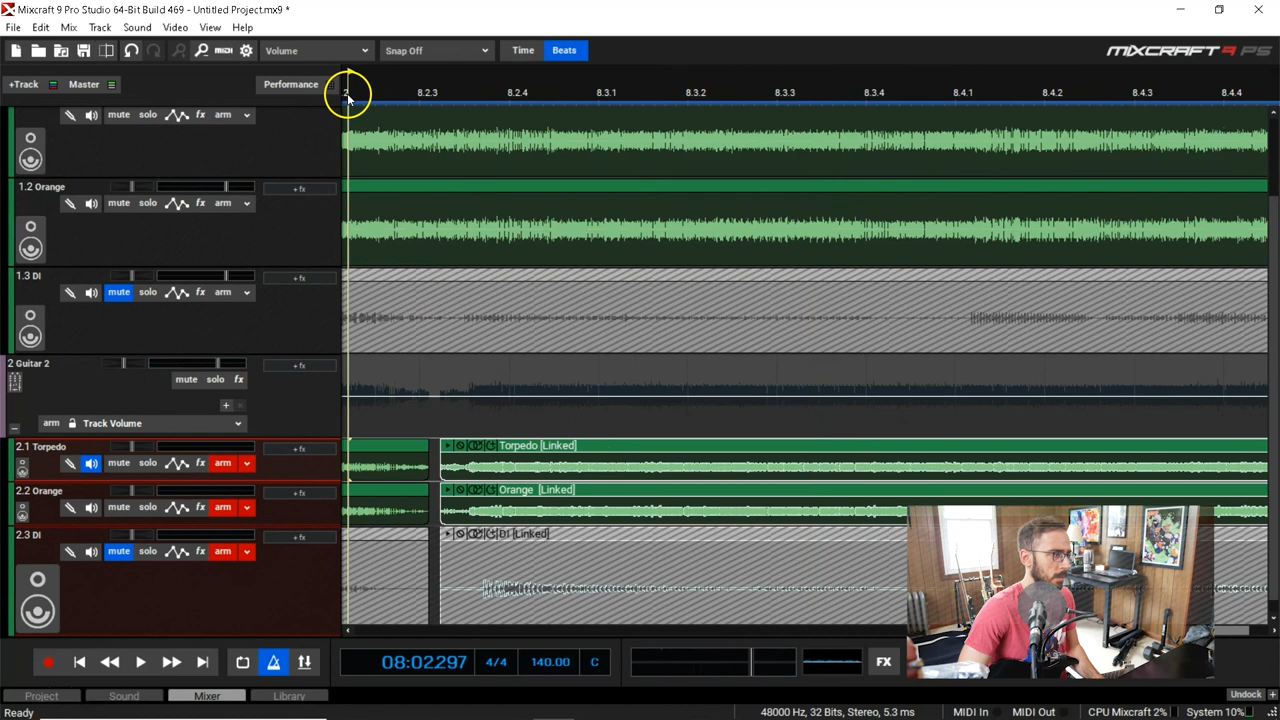 Mixcraft 9 Pro Studio 64-Bit Build 469 - Untitled Project.mx9 *
File Edit Mix Track Sound Video View Help
MIDI Volume Snap Off Time Beats MIXCRAFT 9 PS
+Track Master Performance
8.2.3 8.2.4 8.3.1 8.3.2 8.3.3 8.3.4 8.4.1 8.4.2 8.4.3 8.4.4
mute solo fx arm
1.2 Orange +fx
mute solo fx arm
1.3 DI +fx
mute solo fx arm
2 Guitar 2 +fx
mute solo fx
arm Track Volume
2.1 Torpedo +fx Torpedo [Linked]
mute solo fx arm
2.2 Orange +fx Orange [Linked]
mute solo fx arm
2.3 DI +fx DI [Linked]
mute solo fx arm
08:02.297 4/4 140.00 C FX
Project Sound Mixer Library Undock
Ready 48000 Hz, 32 Bits, Stereo, 5.3 ms MIDI In MIDI Out CPU Mixcraft 2% System 10%